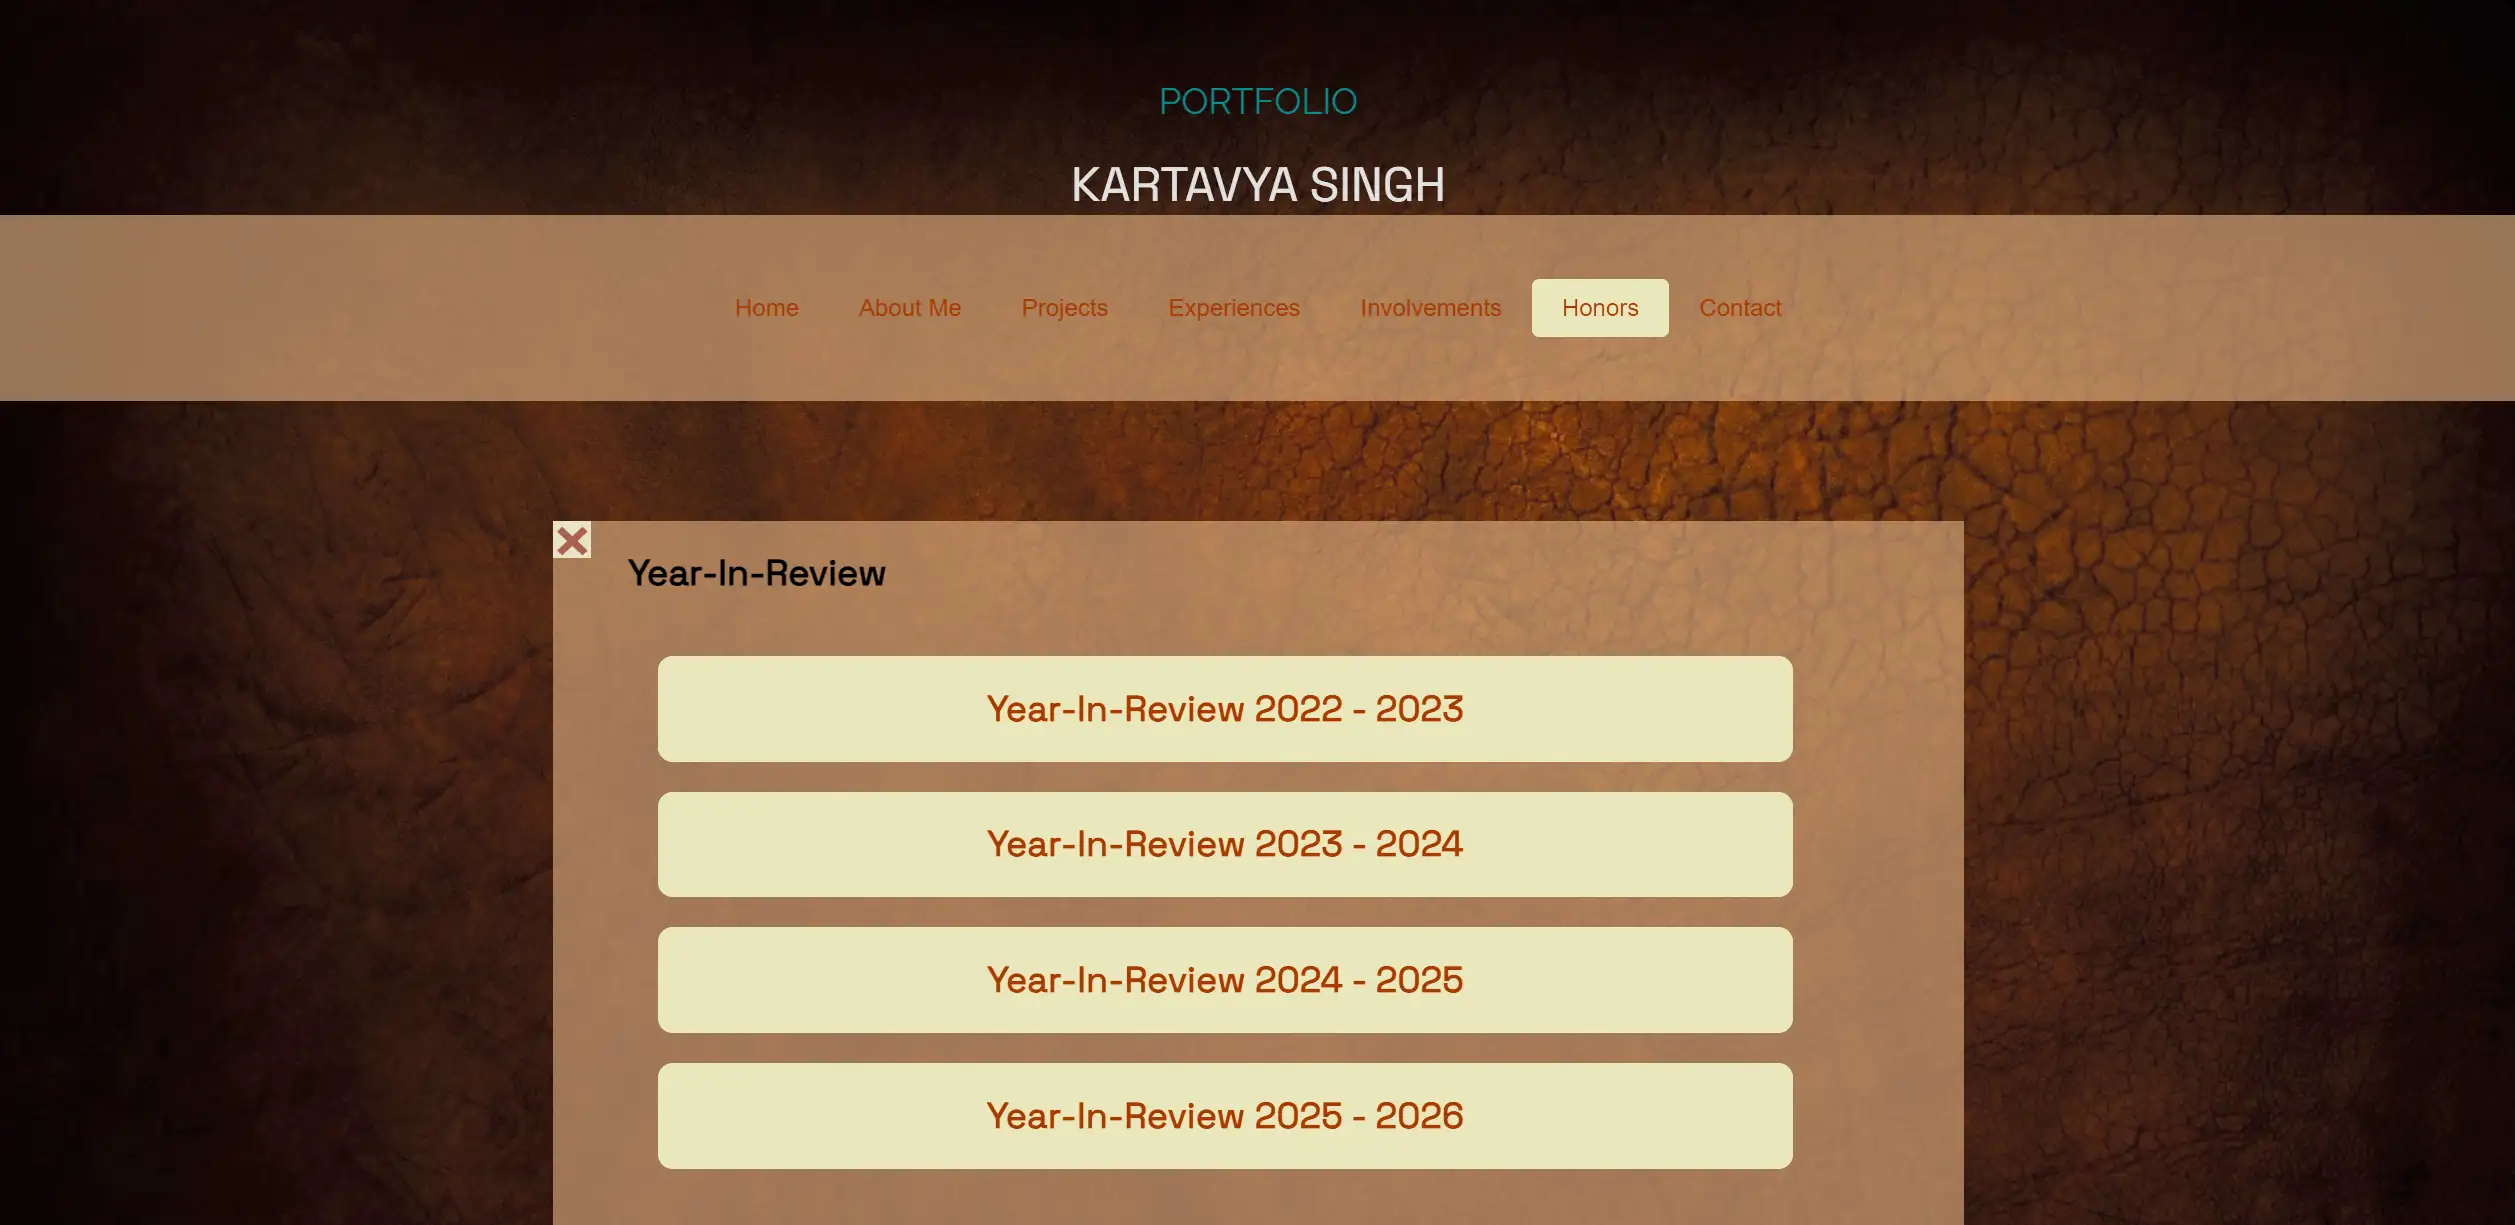 PORTFOLIO
KARTAVYA SINGH
Home About Me Projects Experiences Involvements Honors Contact
Year-In-Review
Year-In-Review 2022 - 2023
Year-In-Review 2023 - 2024
Year-In-Review 2024 - 2025
Year-In-Review 2025 - 2026